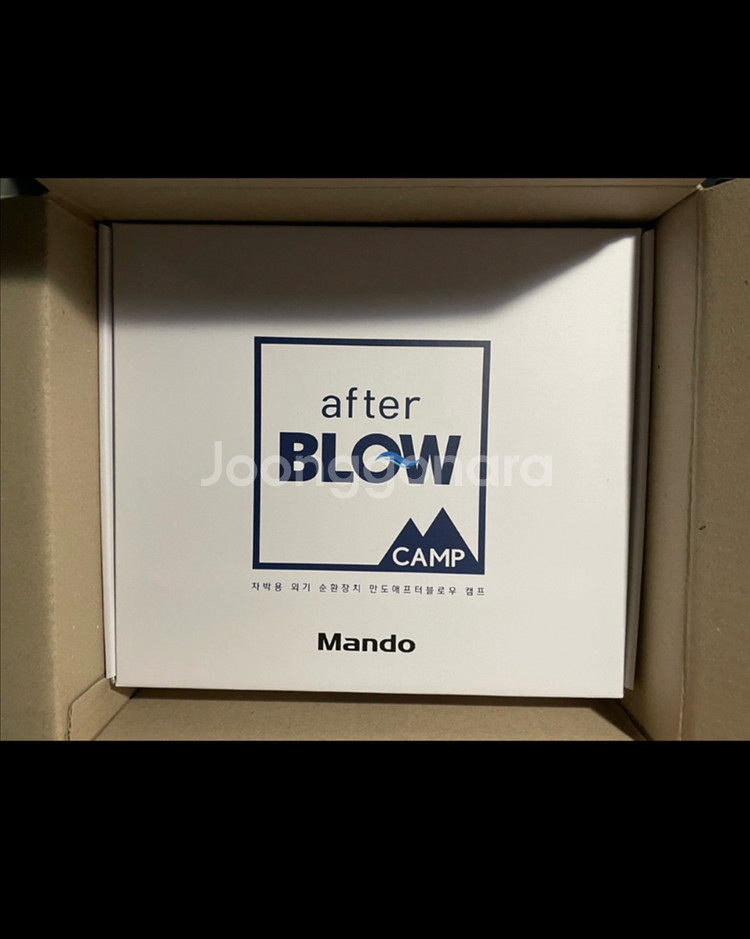 after
BLOW
Joonggonara
CAMP
차박용 외기 순환장치 만도애프터블로우 캠프
Mando